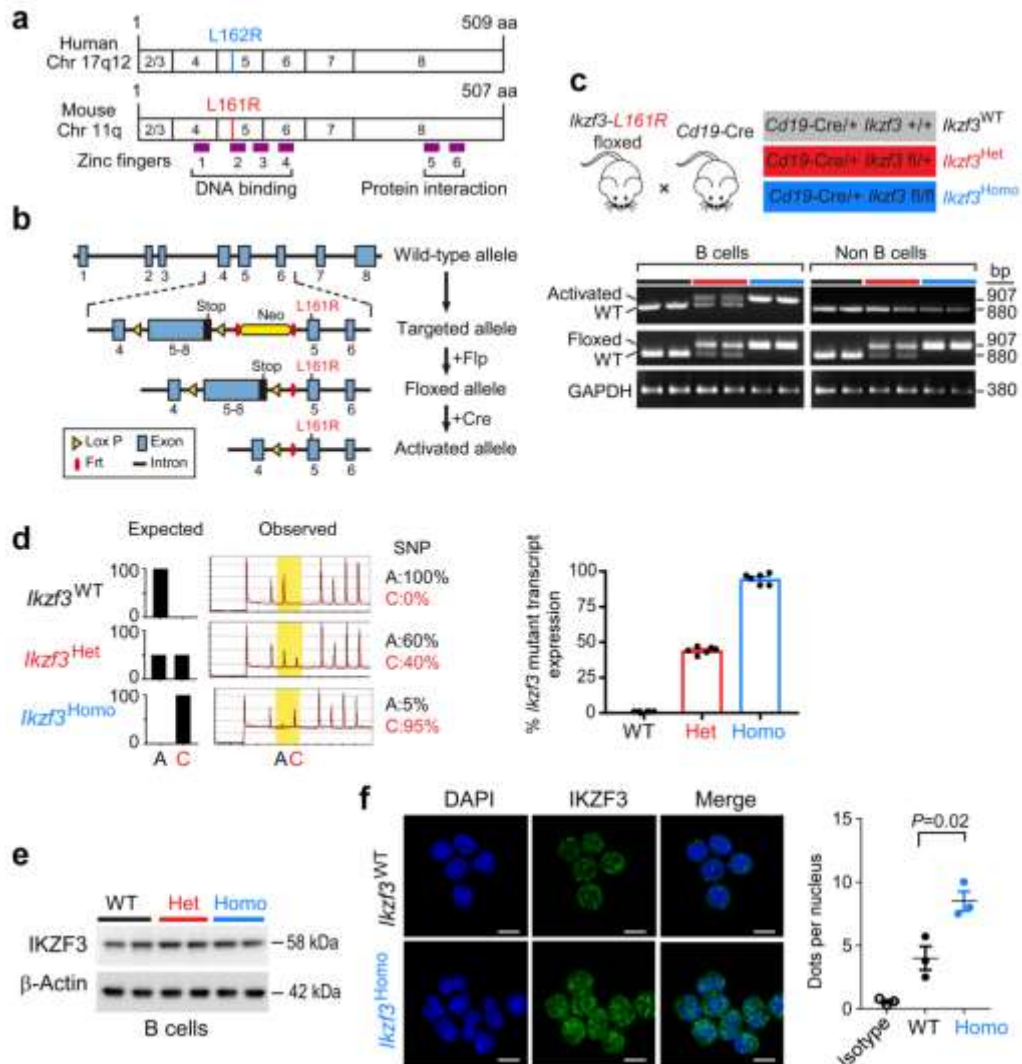 a
1 509 aa
Human
Chr 17q12
L162R
2/3 4 5 6 7 8
1 507 aa
Mouse
Chr 11q
L161R
2/3 4 5 6 7 8
Zinc fingers
1 2 3 4 5 6
DNA binding
Protein interaction
b
1 2 3 4 5 6 7 8
Wild-type allele
Stop Neo L161R
4 5-8 5 6
Targeted allele
+Flp
Stop L161R
4 5-8 5 6
Floxed allele
+Cre
L161R
4 5 6
Activated allele
Lox P Exon
Frt Intron
c
Ikzf3-L161R
floxed
×
Cd19-Cre
Cd19-Cre/+ Ikzf3 +/+ Ikzf3WT
Cd19-Cre/+ Ikzf3 fl/+ Ikzf3Het
Cd19-Cre/+ Ikzf3 fl/fl Ikzf3Homo
B cells Non B cells bp
Activated 907
WT 880
Floxed 907
WT 880
GAPDH 380
d
Expected Observed SNP
Ikzf3WT 100 0 A:100%
C:0%
Ikzf3Het 100 50 0 A:60%
C:40%
Ikzf3Homo 100 0 A:5%
C:95%
A C A C
% Ikzf3 mutant transcript
expression
100
75
50
25
0
WT Het Homo
e
WT Het Homo
IKZF3 58 kDa
β-Actin 42 kDa
B cells
f
DAPI IKZF3 Merge
Ikzf3WT
Ikzf3Homo
Dots per nucleus
15
10
5
0
P=0.02
Isotype WT Homo